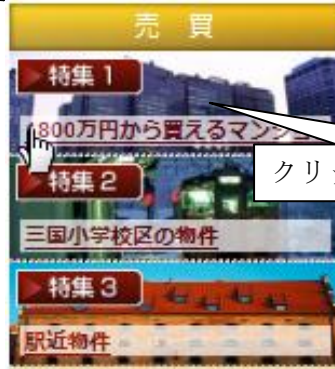 売 買
特集 1
800万円から買えるマンショ
クリ
特集 2
三国小学校区の物件
特集 3
駅近物件